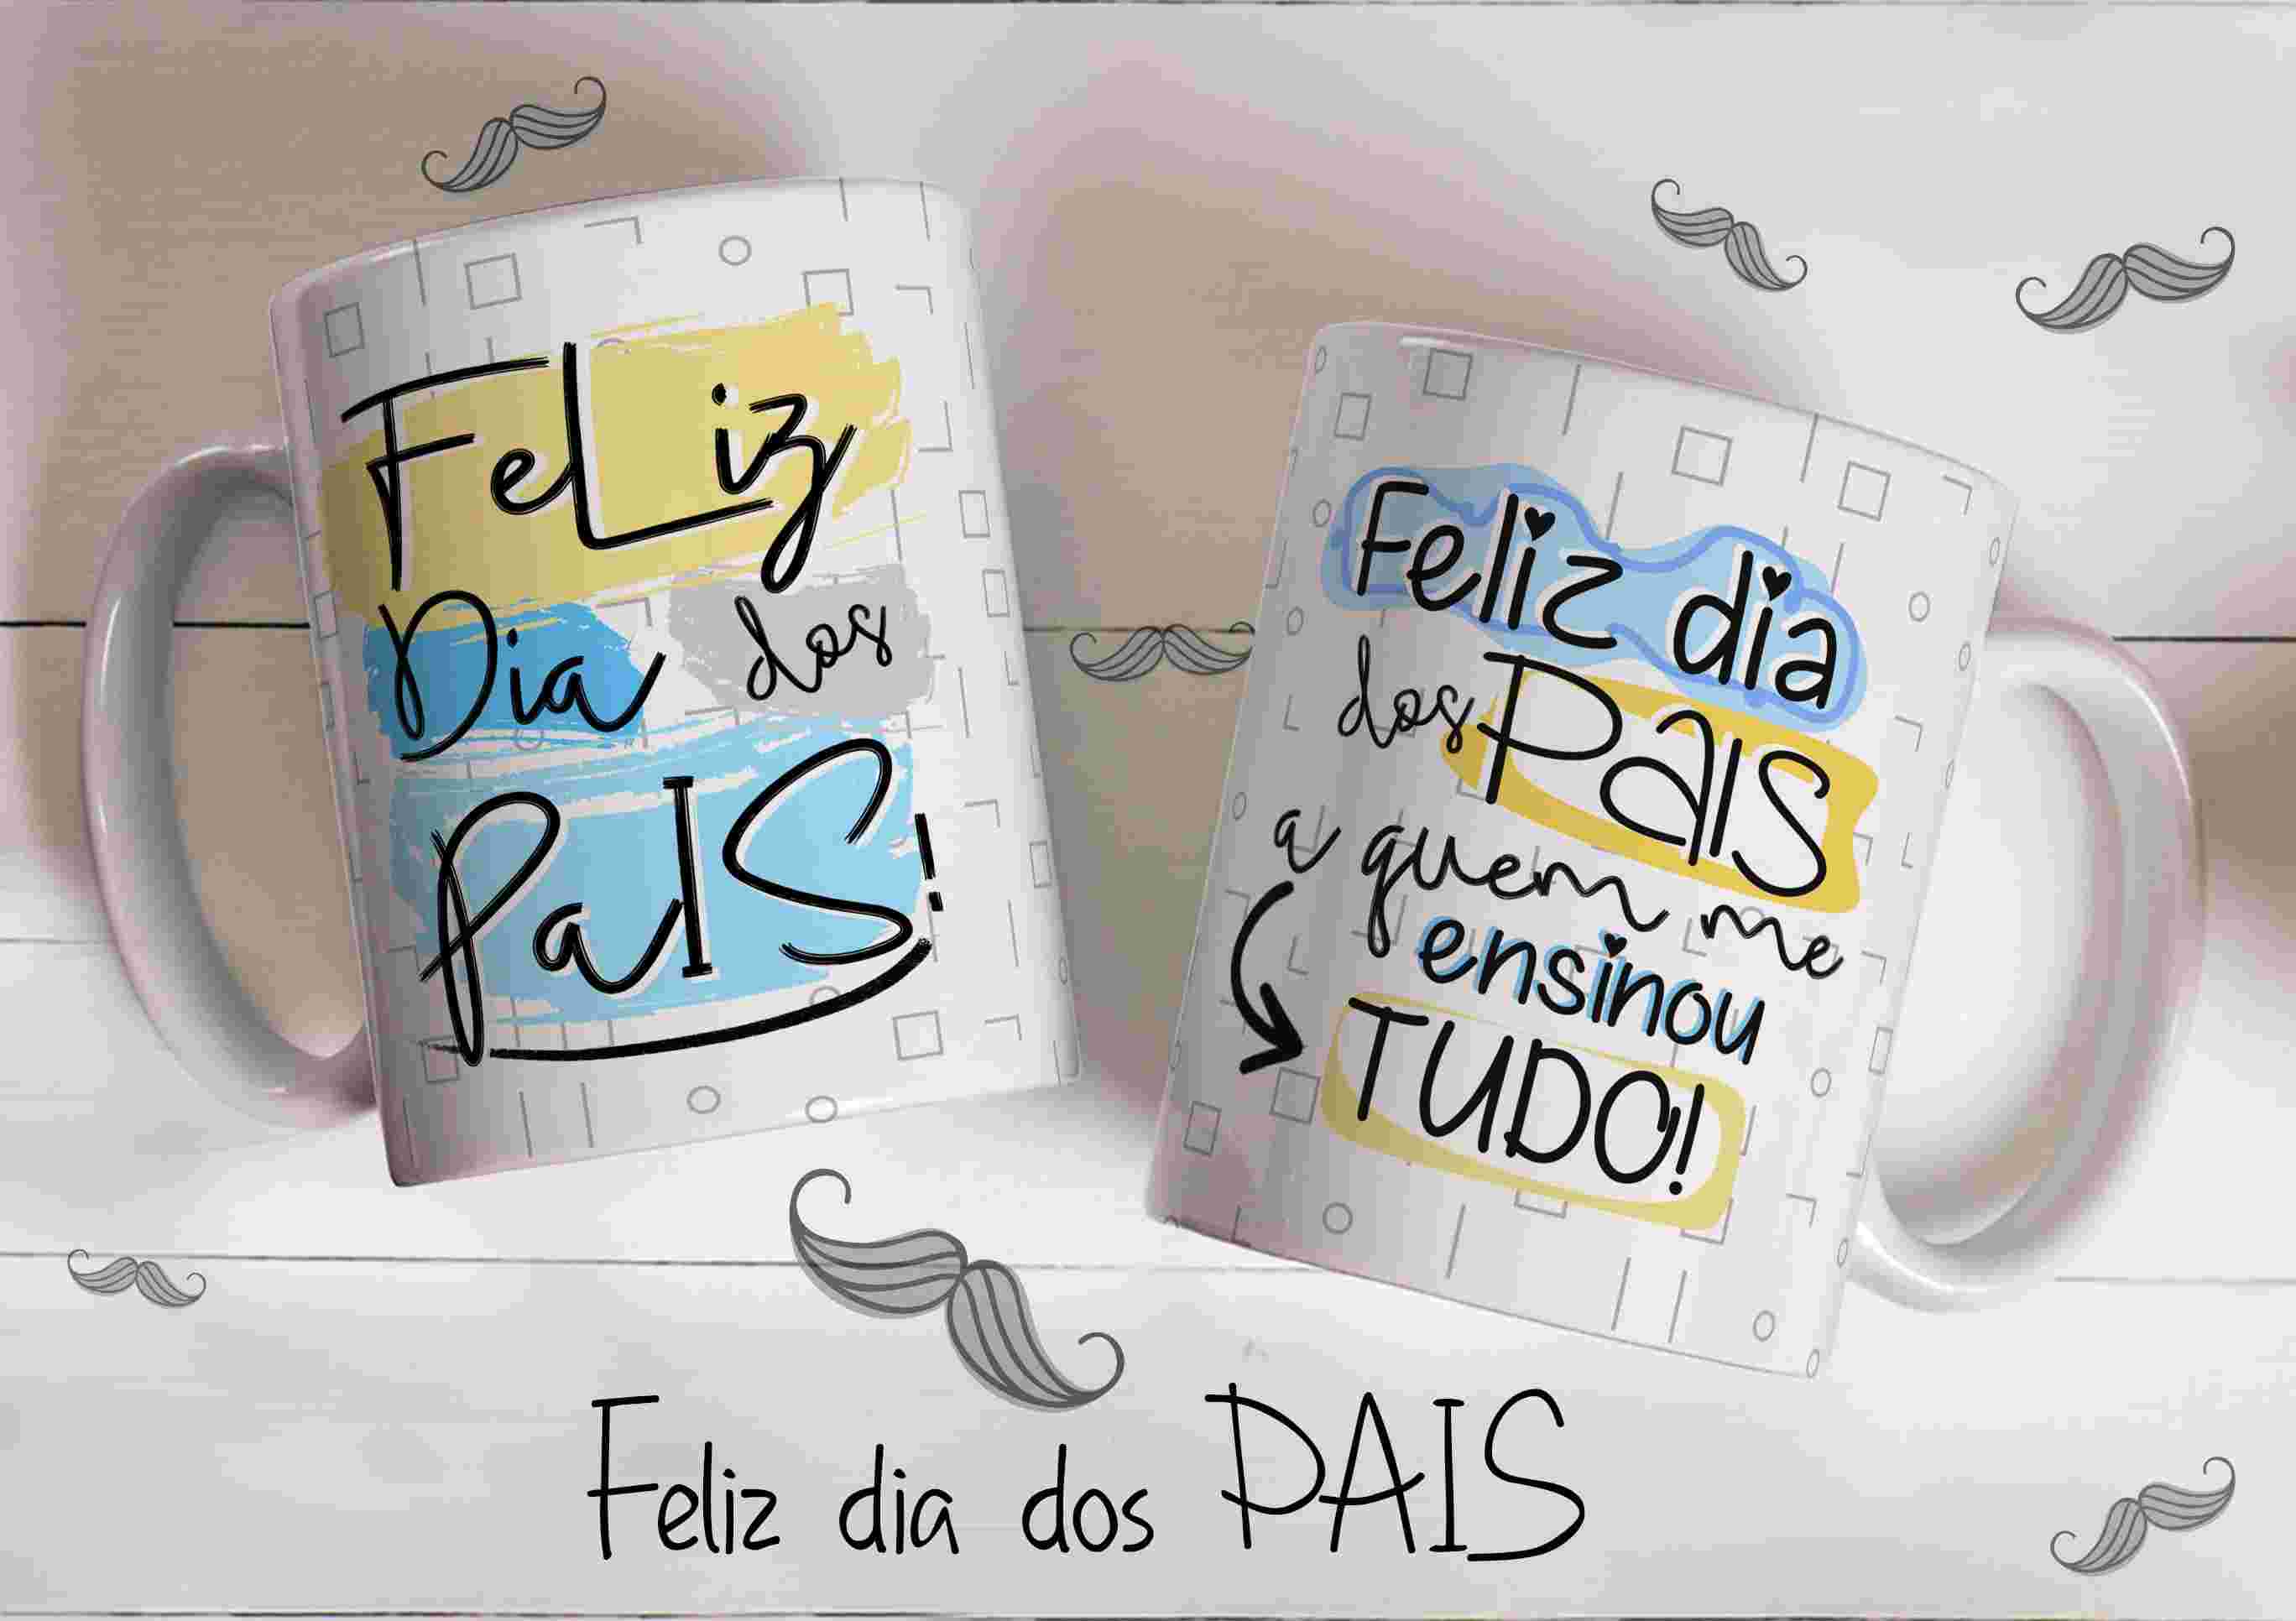 FeLiz
Dia dos
PaIS!
Feliz dia
dos PaIS
a quem me
ensinou
TUDO!
Feliz dia dos PAIS